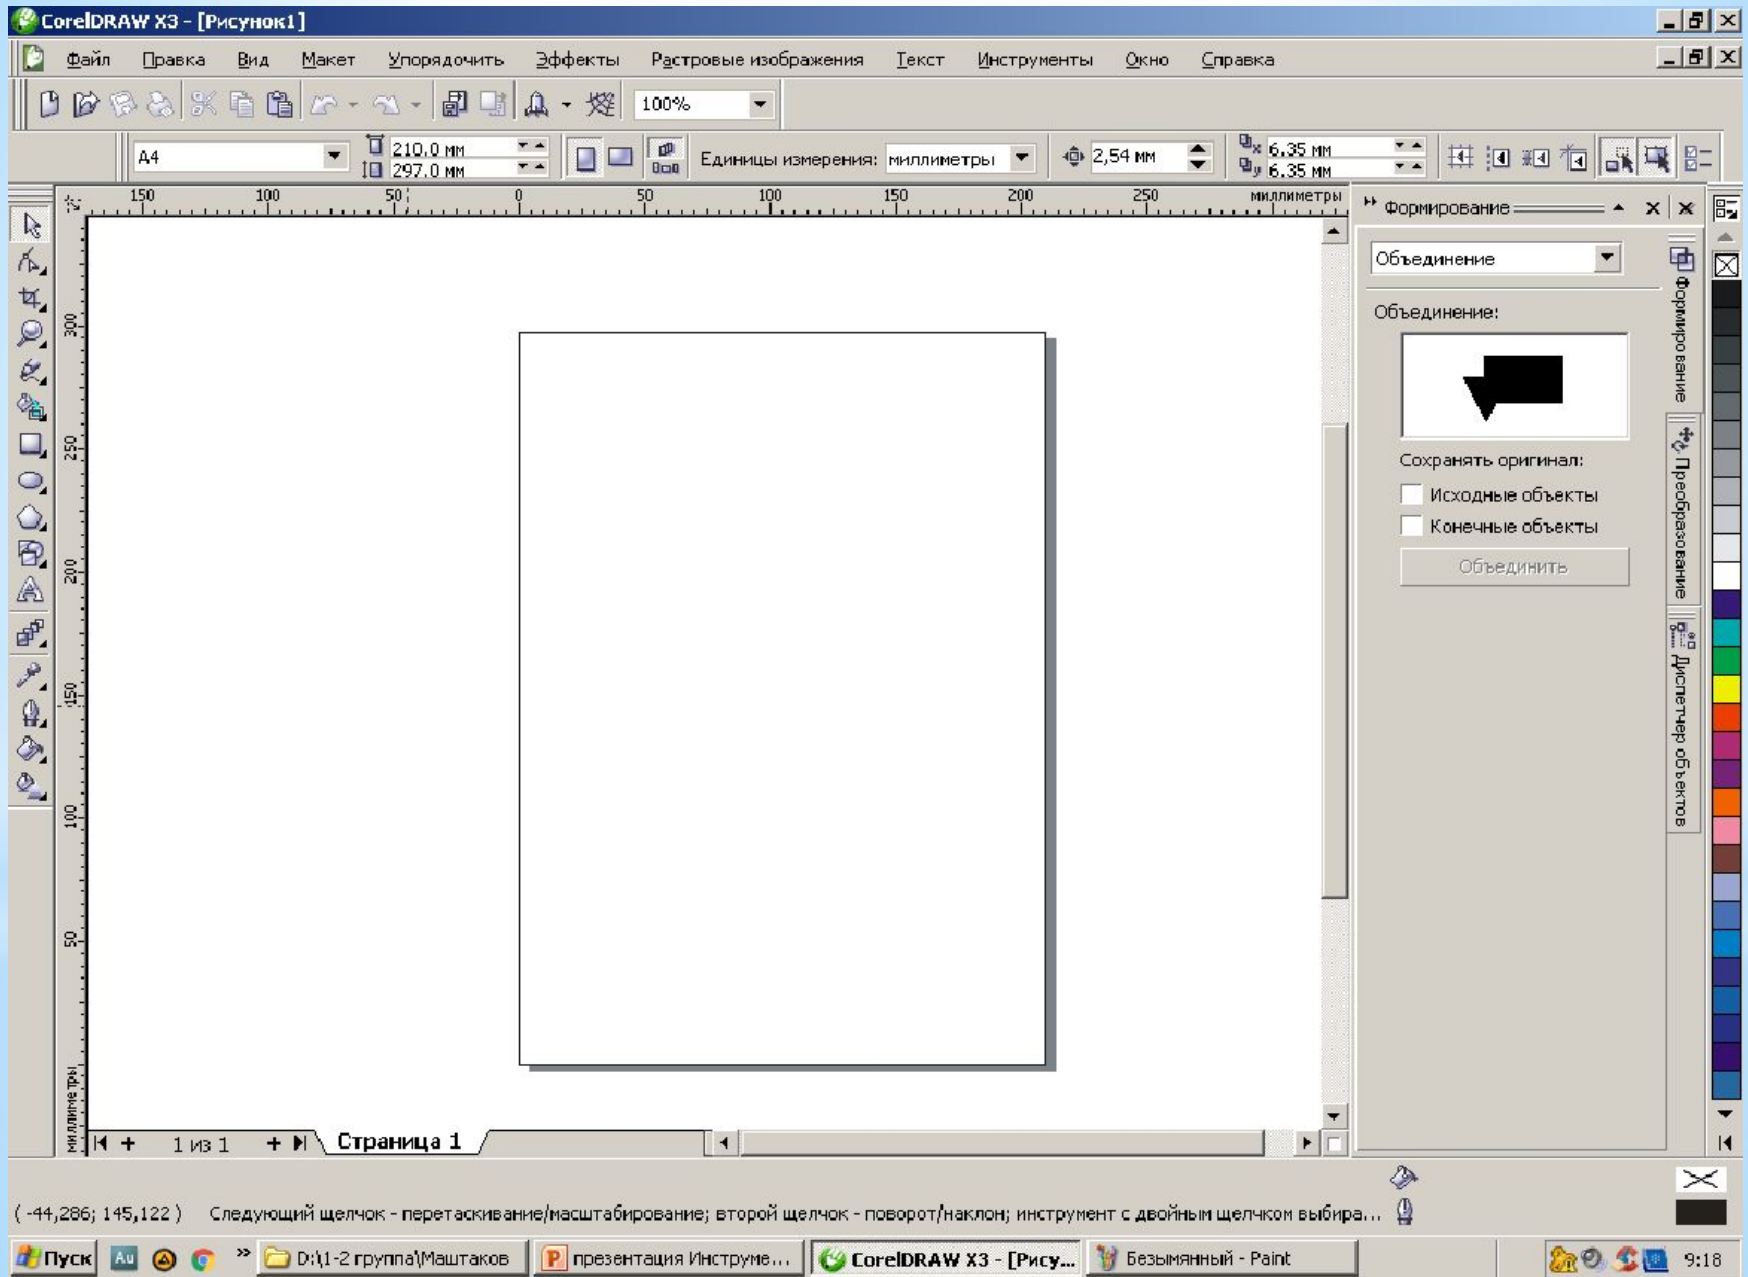 CorelDRAW X3 - [Рисунок1]
Файл Правка Вид Макет Упорядочить Эффекты Растровые изображения Текст Инструменты Окно Справка
100%
A4 210.0 мм Единицы измерения: миллиметры 2,54 мм 6.35 мм
297.0 мм 6.35 мм
150 100 50 0 50 100 150 200 250 миллиметры
300
250
200
150
100
50
миллиметры
Формирование
Объединение
Объединение:
Сохранять оригинал:
Исходные объекты
Конечные объекты
Объединить
Формирование
Преобразование
Диспетчер объектов
1 из 1 Страница 1
( -44,286; 145,122 ) Следующий щелчок - перетаскивание/масштабирование; второй щелчок - поворот/наклон; инструмент с двойным щелчком выбира...
Пуск Au » D:\1-2 группа\Маштаков презентация Инструме... CorelDRAW X3 - [Рису... Безымянный - Paint 9:18